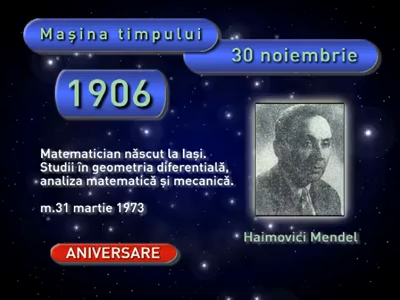 Mașina timpului
30 noiembrie
1906
Matematician născut la Iași.
Studii în geometria diferentială,
analiza matematică și mecanică.
m.31 martie 1973
Haimovici Mendel
ANIVERSARE